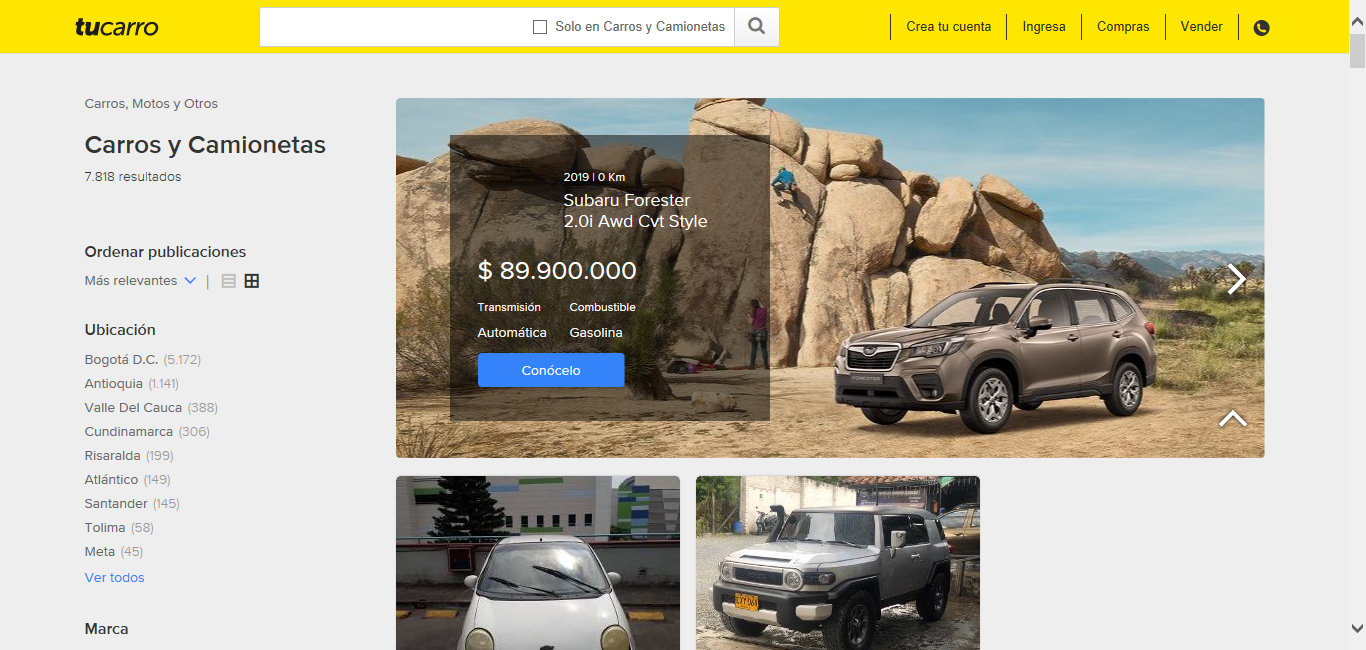 tucarro
Solo en Carros y Camionetas
Crea tu cuenta
Ingresa
Compras
Vender
Carros, Motos y Otros
Carros y Camionetas
7.818 resultados
Ordenar publicaciones
Más relevantes
Ubicación
Bogotá D.C. (5.172)
Antioquia (1.141)
Valle Del Cauca (388)
Cundinamarca (306)
Risaralda (199)
Atlántico (149)
Santander (145)
Tolima (58)
Meta (45)
Ver todos
Marca
2019 | 0 Km
Subaru Forester
2.0i Awd Cvt Style
$ 89.900.000
Transmisión Combustible
Automática Gasolina
Conócelo
FORESTER